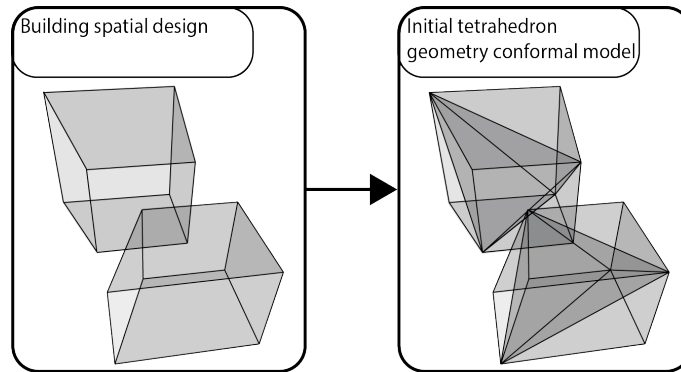 Building spatial design
Initial tetrahedron
geometry conformal model